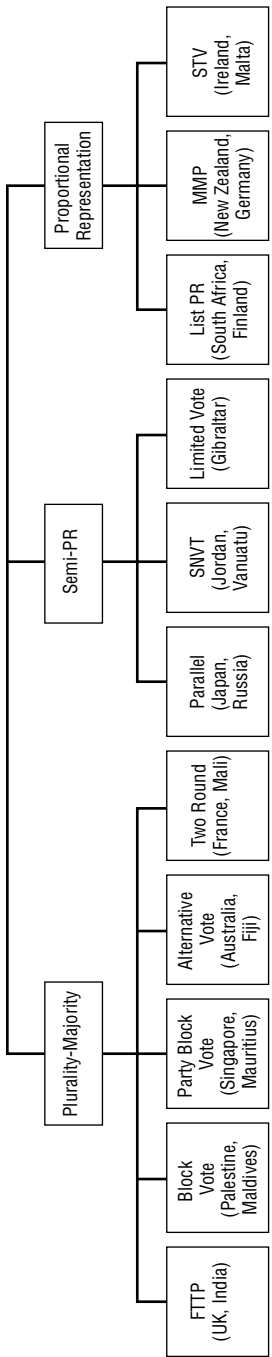 Plurality-Majority
Semi-PR
Proportional
Representation
FTTP
(UK, India)
Block
Vote
(Palestine,
Maldives)
Party Block
Vote
(Singapore,
Mauritius)
Alternative
Vote
(Australia,
Fiji)
Two Round
(France, Mali)
Parallel
(Japan,
Russia)
SNVT
(Jordan,
Vanuatu)
Limited Vote
(Gibraltar)
List PR
(South Africa,
Finland)
MMP
(New Zealand,
Germany)
STV
(Ireland,
Malta)